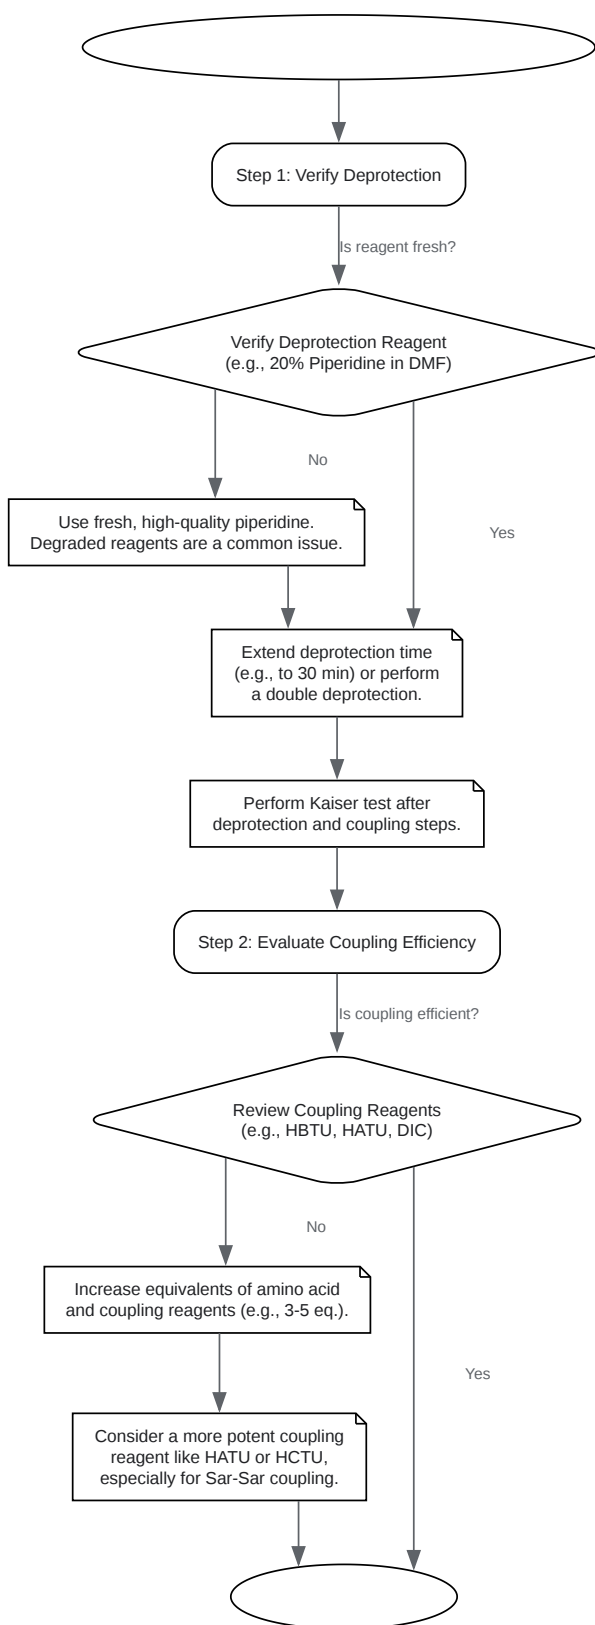 Step 1: Verify Deprotection
Is reagent fresh?
Verify Deprotection Reagent
(e.g., 20% Piperidine in DMF)
No
Use fresh, high-quality piperidine.
Degraded reagents are a common issue.
Yes
Extend deprotection time
(e.g., to 30 min) or perform
a double deprotection.
Perform Kaiser test after
deprotection and coupling steps.
Step 2: Evaluate Coupling Efficiency
Is coupling efficient?
Review Coupling Reagents
(e.g., HBTU, HATU, DIC)
No
Increase equivalents of amino acid
and coupling reagents (e.g., 3-5 eq.).
Yes
Consider a more potent coupling
reagent like HATU or HCTU,
especially for Sar-Sar coupling.